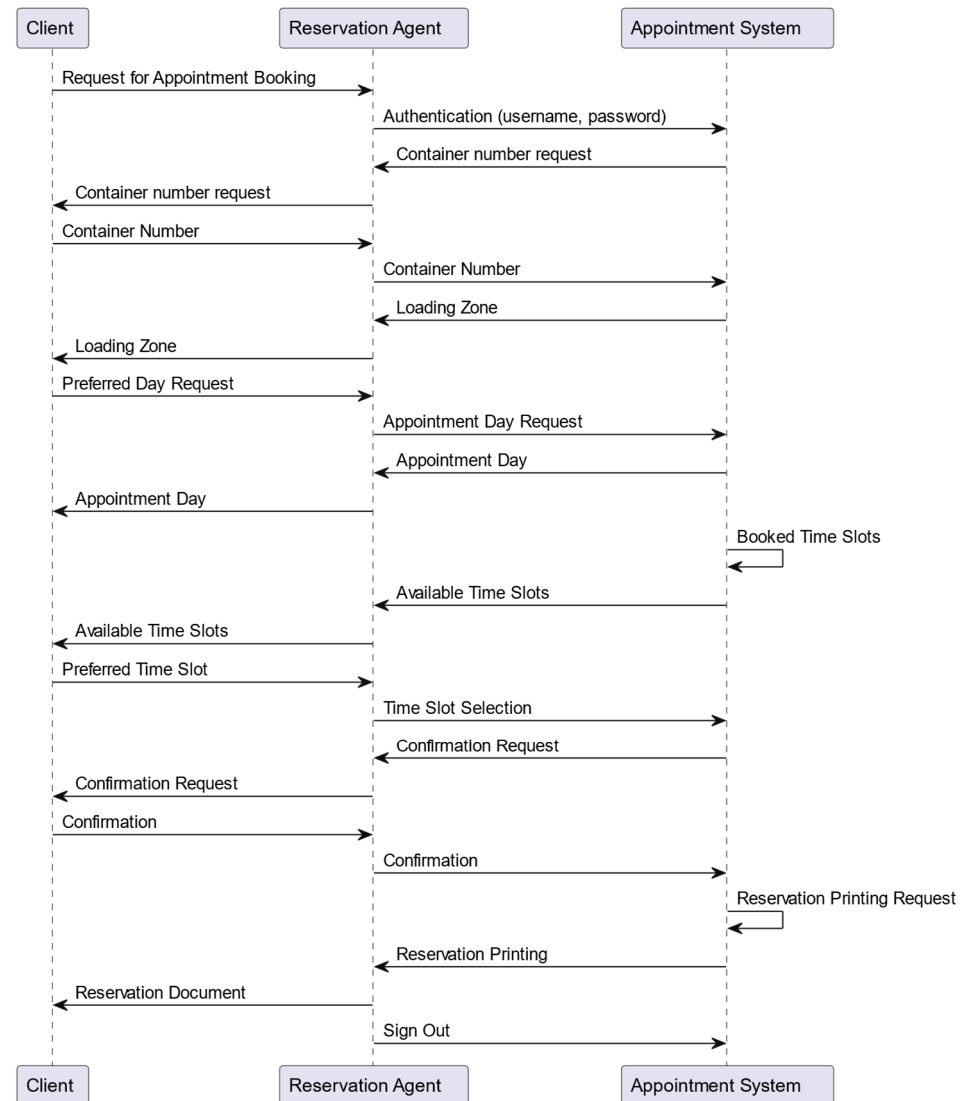 Client
Reservation Agent
Appointment System
Request for Appointment Booking
Authentication (username, password)
Container number request
Container number request
Container Number
Container Number
Loading Zone
Loading Zone
Preferred Day Request
Appointment Day Request
Appointment Day
Appointment Day
Booked Time Slots
Available Time Slots
Available Time Slots
Preferred Time Slot
Time Slot Selection
Confirmation Request
Confirmation Request
Confirmation
Confirmation
Reservation Printing Request
Reservation Printing
Reservation Document
Sign Out
Client
Reservation Agent
Appointment System